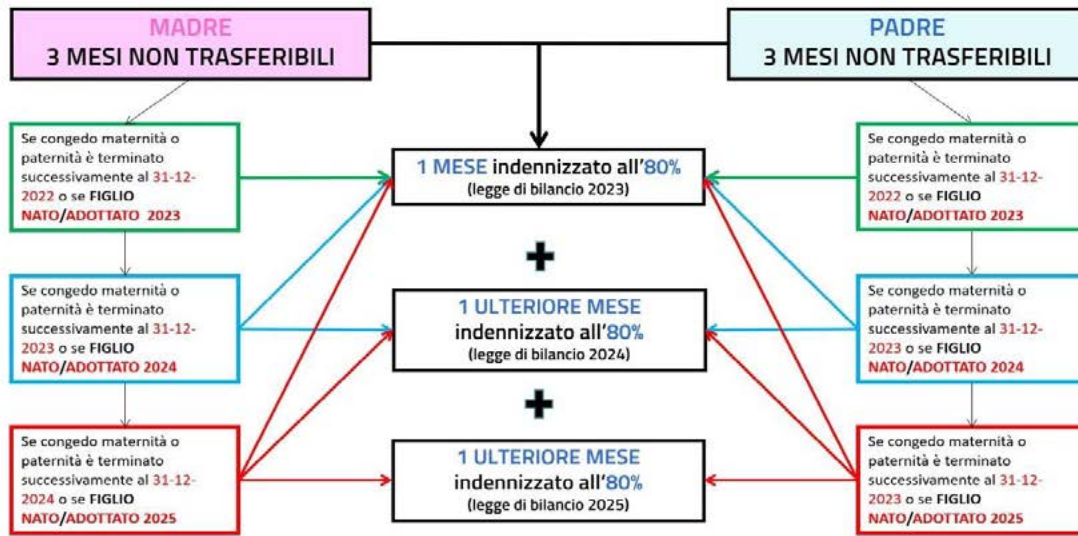 MADRE
3 MESI NON TRASFERIBILI
PADRE
3 MESI NON TRASFERIBILI
Se congedo maternità o
paternità è terminato
successivamente al 31-12-
2022 o se FIGLIO
NATO/ADOTTATO 2023
1 MESE indennizzato all'80%
(legge di bilancio 2023)
Se congedo maternità o
paternità è terminato
successivamente al 31-12-
2022 o se FIGLIO
NATO/ADOTTATO 2023
+
Se congedo maternità o
paternità è terminato
successivamente al 31-12-
2023 o se FIGLIO
NATO/ADOTTATO 2024
1 ULTERIORE MESE
indennizzato all'80%
(legge di bilancio 2024)
Se congedo maternità o
paternità è terminato
successivamente al 31-12-
2023 o se FIGLIO
NATO/ADOTTATO 2024
+
Se congedo maternità o
paternità è terminato
successivamente al 31-12-
2024 o se FIGLIO
NATO/ADOTTATO 2025
1 ULTERIORE MESE
indennizzato all'80%
(legge di bilancio 2025)
Se congedo maternità o
paternità è terminato
successivamente al 31-12-
2023 o se FIGLIO
NATO/ADOTTATO 2025